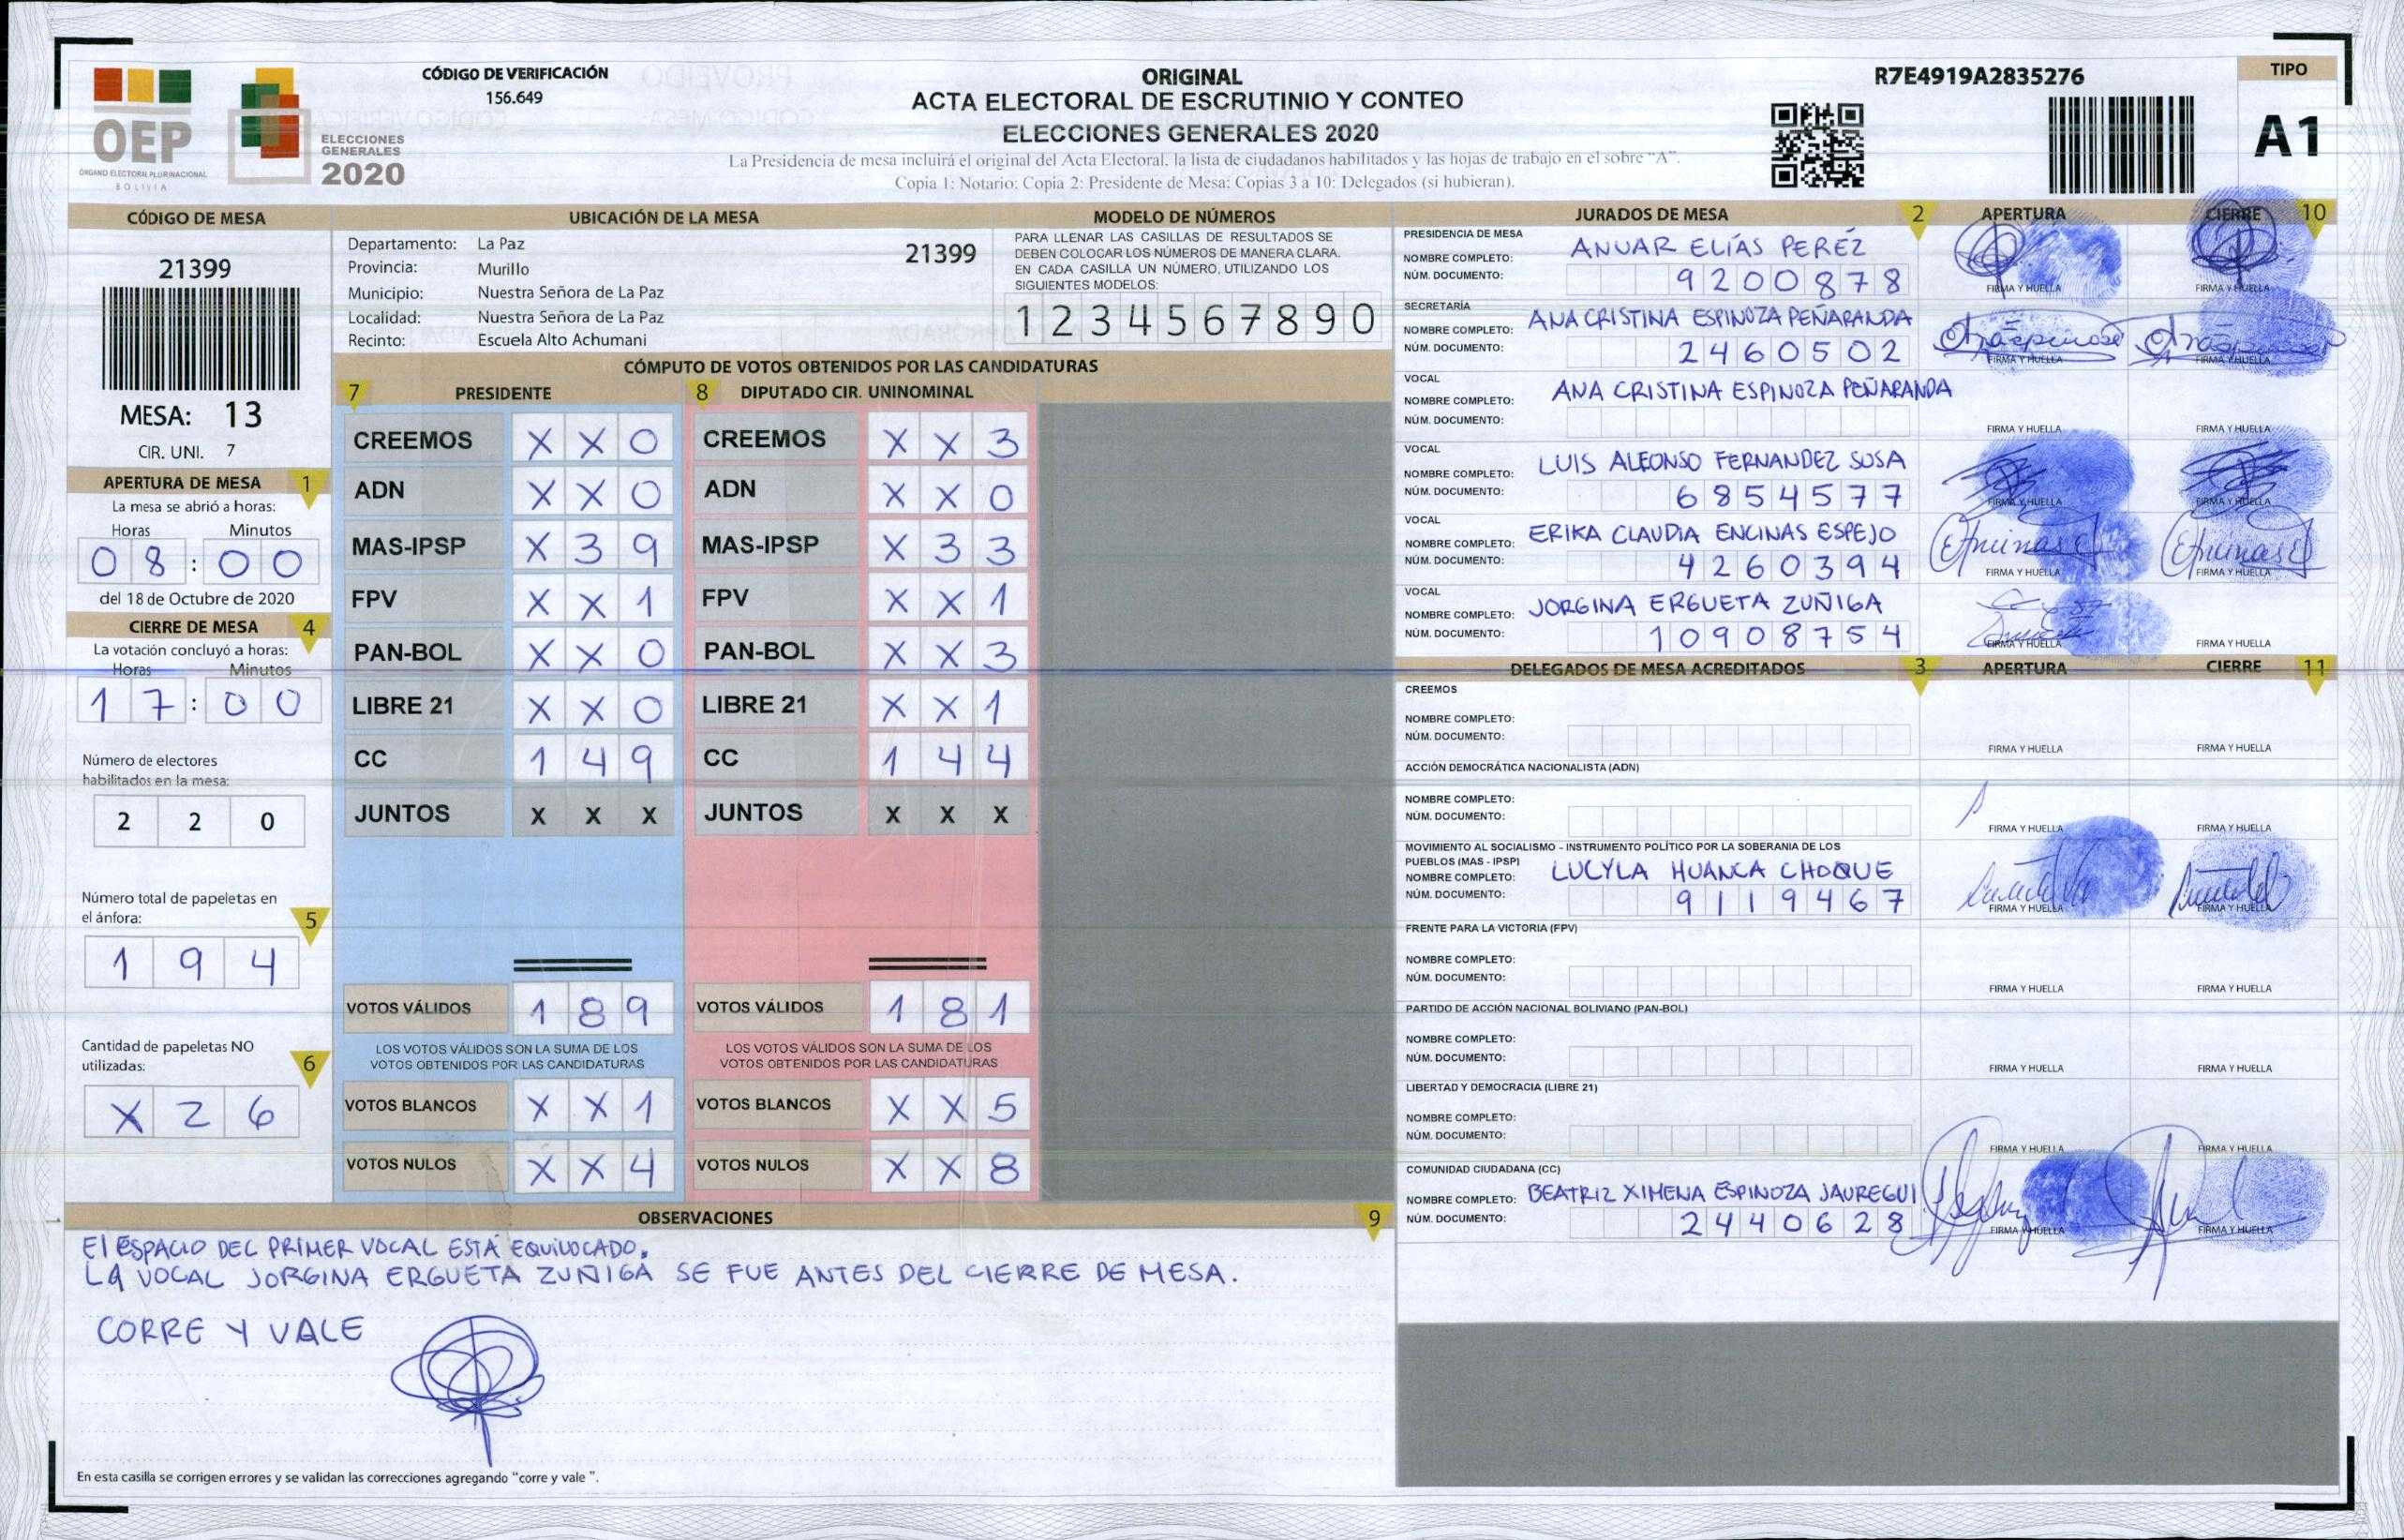 OEP
ÓRGANO ELECTORAL PLURINACIONAL
BOLIVIA
ELECCIONES
GENERALES
2020
CÓDIGO DE VERIFICACIÓN
156.649
ORIGINAL
ACTA ELECTORAL DE ESCRUTINIO Y CONTEO
ELECCIONES GENERALES 2020
La Presidencia de mesa incluirá el original del Acta Electoral, la lista de ciudadanos habilitados y las hojas de trabajo en el sobre "A".
Copia 1: Notario: Copia 2: Presidente de Mesa: Copias 3 a 10: Delegados (si hubieran).
R7E4919A2835276
TIPO
A1
CÓDIGO DE MESA
21399
MESA: 13
CIR. UNI. 7
APERTURA DE MESA 1
La mesa se abrió a horas:
Horas Minutos
08:00
del 18 de Octubre de 2020
CIERRE DE MESA 4
La votación concluyó a horas:
Horas Minutos
17:00
Número de electores
habilitados en la mesa:
2 2 0
Número total de papeletas en
el ánfora: 5
1 9 4
Cantidad de papeletas NO
utilizadas: 6
X 2 6
UBICACIÓN DE LA MESA
Departamento: La Paz 21399
Provincia: Murillo
Municipio: Nuestra Señora de La Paz
Localidad: Nuestra Señora de La Paz
Recinto: Escuela Alto Achumani
MODELO DE NÚMEROS
PARA LLENAR LAS CASILLAS DE RESULTADOS SE
DEBEN COLOCAR LOS NÚMEROS DE MANERA CLARA.
EN CADA CASILLA UN NÚMERO, UTILIZANDO LOS
SIGUIENTES MODELOS:
1 2 3 4 5 6 7 8 9 0
CÓMPUTO DE VOTOS OBTENIDOS POR LAS CANDIDATURAS
7 PRESIDENTE
CREEMOS X X 0
ADN X X 0
MAS-IPSP X 3 9
FPV X X 1
PAN-BOL X X 0
LIBRE 21 X X 0
CC 1 4 9
JUNTOS X X X
VOTOS VÁLIDOS 1 8 9
LOS VOTOS VÁLIDOS SON LA SUMA DE LOS
VOTOS OBTENIDOS POR LAS CANDIDATURAS
VOTOS BLANCOS X X 1
VOTOS NULOS X X 4
8 DIPUTADO CIR. UNINOMINAL
CREEMOS X X 3
ADN X X 0
MAS-IPSP X 3 3
FPV X X 1
PAN-BOL X X 3
LIBRE 21 X X 1
CC 1 4 4
JUNTOS X X X
VOTOS VÁLIDOS 1 8 1
LOS VOTOS VÁLIDOS SON LA SUMA DE LOS
VOTOS OBTENIDOS POR LAS CANDIDATURAS
VOTOS BLANCOS X X 5
VOTOS NULOS X X 8
OBSERVACIONES 9
El ESPACIO DEL PRIMER VOCAL ESTÁ EQUIVOCADO.
LA VOCAL JORGINA ERGUETA ZUÑIGA SE FUE ANTES DEL CIERRE DE MESA.
CORRE Y VALE
En esta casilla se corrigen errores y se validan las correcciones agregando "corre y vale ".
JURADOS DE MESA 2 APERTURA CIERRE 10
PRESIDENCIA DE MESA
NOMBRE COMPLETO: ANUAR ELÍAS PERÉZ
NÚM. DOCUMENTO: 9200878
FIRMA Y HUELLA FIRMA Y HUELLA
SECRETARÍA
NOMBRE COMPLETO: ANA CRISTINA ESPINOZA PEÑARANDA
NÚM. DOCUMENTO: 2460502
FIRMA Y HUELLA FIRMA Y HUELLA
VOCAL
NOMBRE COMPLETO: ANA CRISTINA ESPINOZA PEÑARANDA
NÚM. DOCUMENTO:
FIRMA Y HUELLA FIRMA Y HUELLA
VOCAL
NOMBRE COMPLETO: LUIS ALFONSO FERNANDEZ SUSA
NÚM. DOCUMENTO: 6854577
FIRMA Y HUELLA FIRMA Y HUELLA
VOCAL
NOMBRE COMPLETO: ERIKA CLAUDIA ENCINAS ESPEJO
NÚM. DOCUMENTO: 4260394
FIRMA Y HUELLA FIRMA Y HUELLA
VOCAL
NOMBRE COMPLETO: JORGINA ERGUETA ZUÑIGA
NÚM. DOCUMENTO: 10908754
FIRMA Y HUELLA FIRMA Y HUELLA
DELEGADOS DE MESA ACREDITADOS 3 APERTURA CIERRE 11
CREEMOS
NOMBRE COMPLETO:
NÚM. DOCUMENTO:
FIRMA Y HUELLA FIRMA Y HUELLA
ACCIÓN DEMOCRÁTICA NACIONALISTA (ADN)
NOMBRE COMPLETO:
NÚM. DOCUMENTO:
FIRMA Y HUELLA FIRMA Y HUELLA
MOVIMIENTO AL SOCIALISMO - INSTRUMENTO POLÍTICO POR LA SOBERANIA DE LOS
PUEBLOS (MAS - IPSP)
NOMBRE COMPLETO: LUCYLA HUANCA CHOQUE
NÚM. DOCUMENTO: 9119467
FIRMA Y HUELLA FIRMA Y HUELLA
FRENTE PARA LA VICTORIA (FPV)
NOMBRE COMPLETO:
NÚM. DOCUMENTO:
FIRMA Y HUELLA FIRMA Y HUELLA
PARTIDO DE ACCIÓN NACIONAL BOLIVIANO (PAN-BOL)
NOMBRE COMPLETO:
NÚM. DOCUMENTO:
FIRMA Y HUELLA FIRMA Y HUELLA
LIBERTAD Y DEMOCRACIA (LIBRE 21)
NOMBRE COMPLETO:
NÚM. DOCUMENTO:
FIRMA Y HUELLA FIRMA Y HUELLA
COMUNIDAD CIUDADANA (CC)
NOMBRE COMPLETO: BEATRIZ XIMENA ESPINOZA JAUREGUI
NÚM. DOCUMENTO: 2440628
FIRMA Y HUELLA FIRMA Y HUELLA